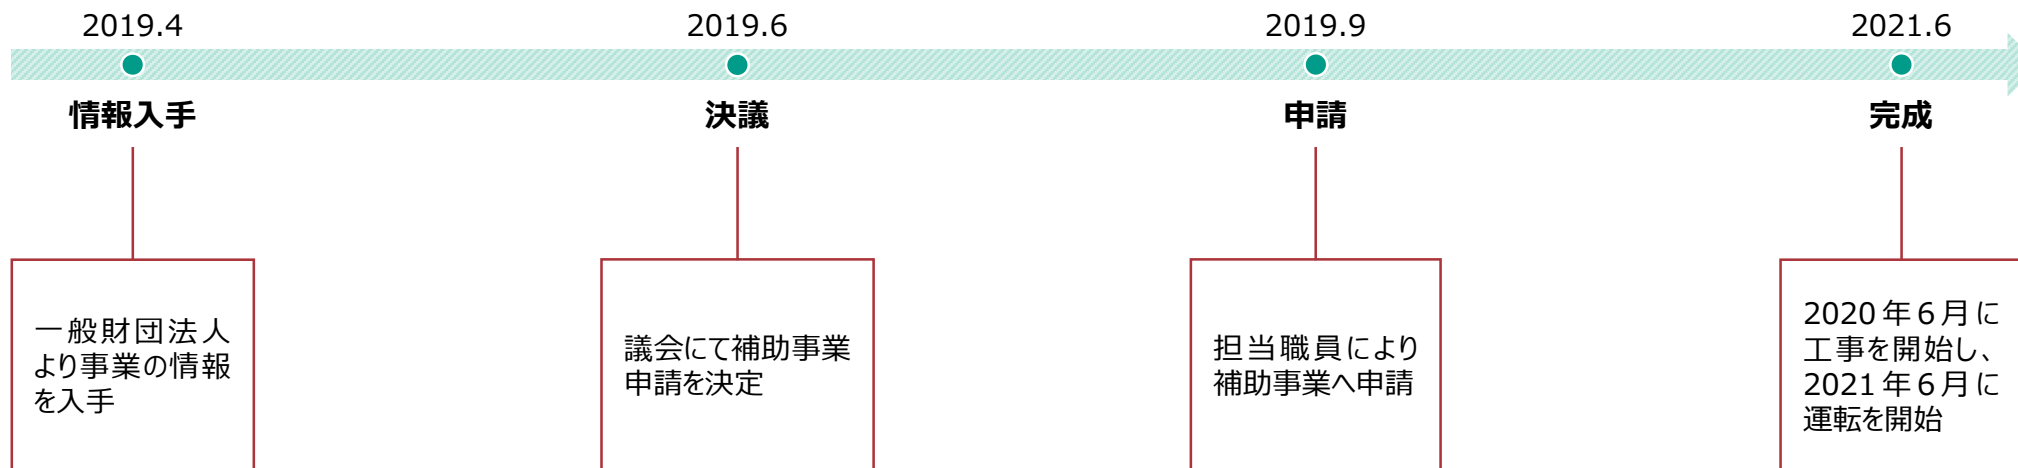 2019.4
2019.6
2019.9
2021.6
情報入手
決議
申請
完成
一般財団法人
より事業の情報
を入手
議会にて補助事業
申請を決定
担当職員により
補助事業へ申請
2020年6月に
工事を開始し、
2021年6月に
運転を開始